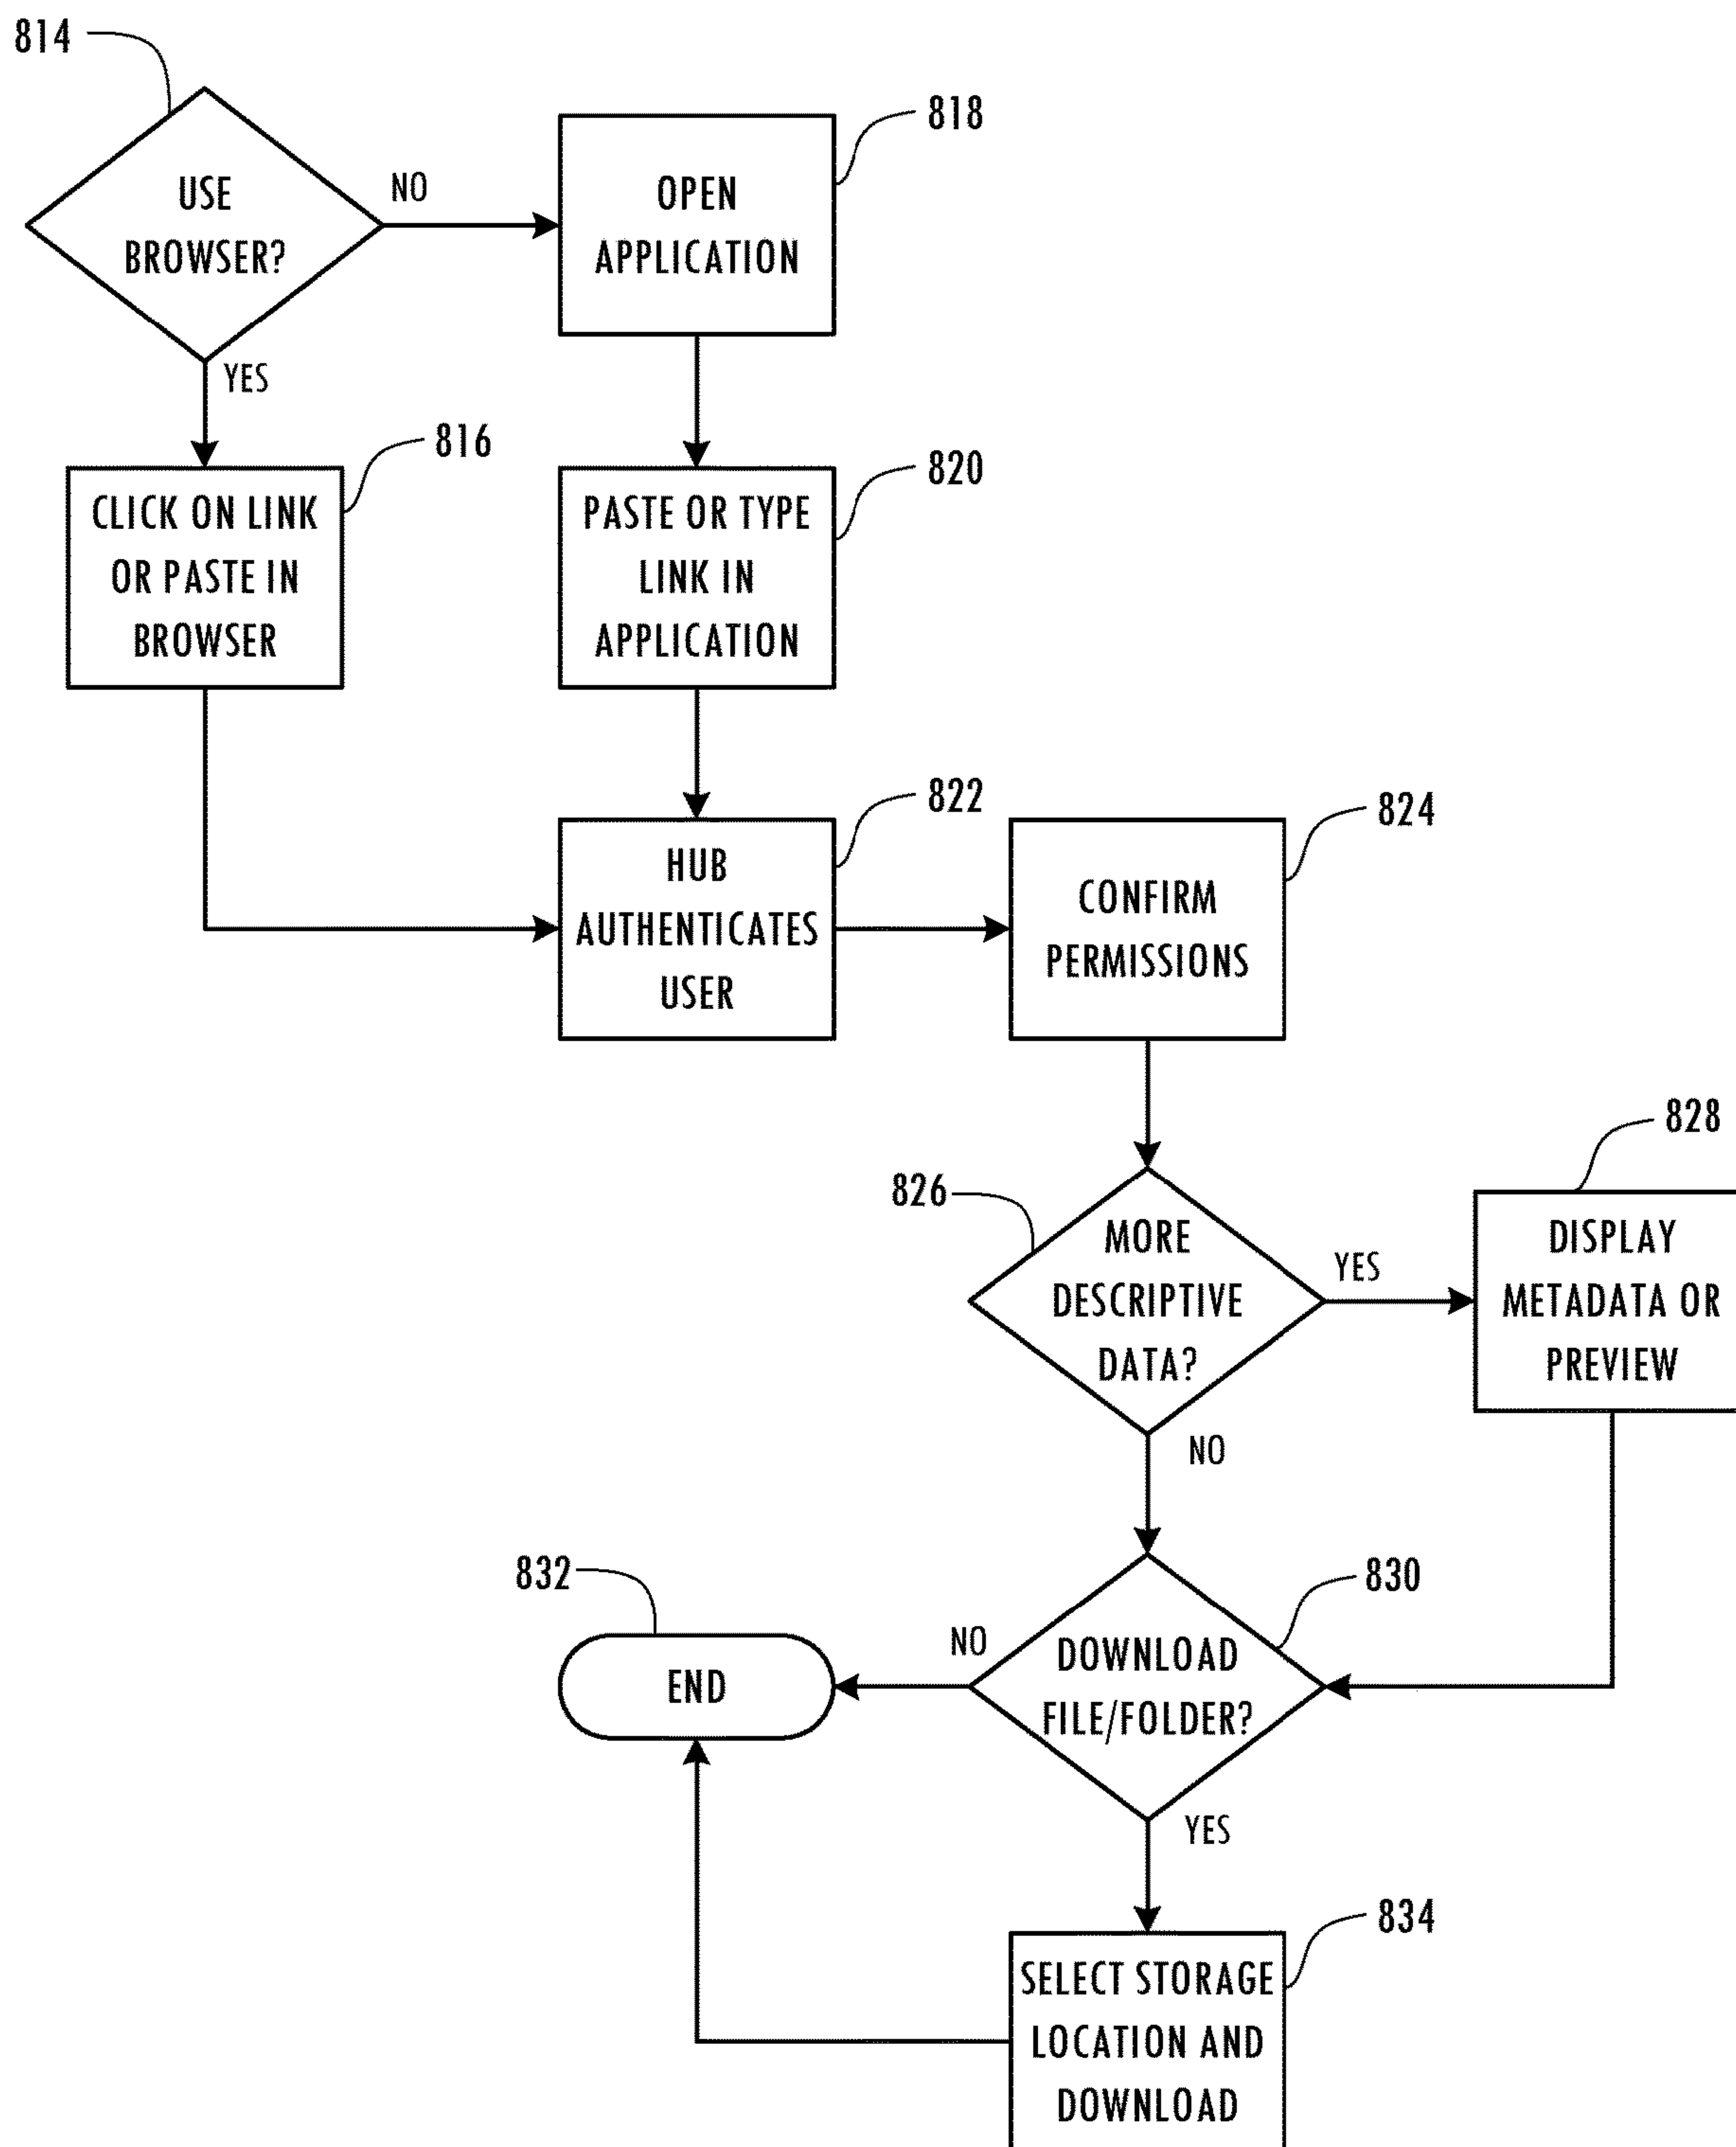 814
USE
BROWSER?
NO
YES
818
OPEN
APPLICATION
816
CLICK ON LINK
OR PASTE IN
BROWSER
820
PASTE OR TYPE
LINK IN
APPLICATION
822
HUB
AUTHENTICATES
USER
824
CONFIRM
PERMISSIONS
826
MORE
DESCRIPTIVE
DATA?
YES
NO
828
DISPLAY
METADATA OR
PREVIEW
830
DOWNLOAD
FILE/FOLDER?
NO
YES
832
END
834
SELECT STORAGE
LOCATION AND
DOWNLOAD